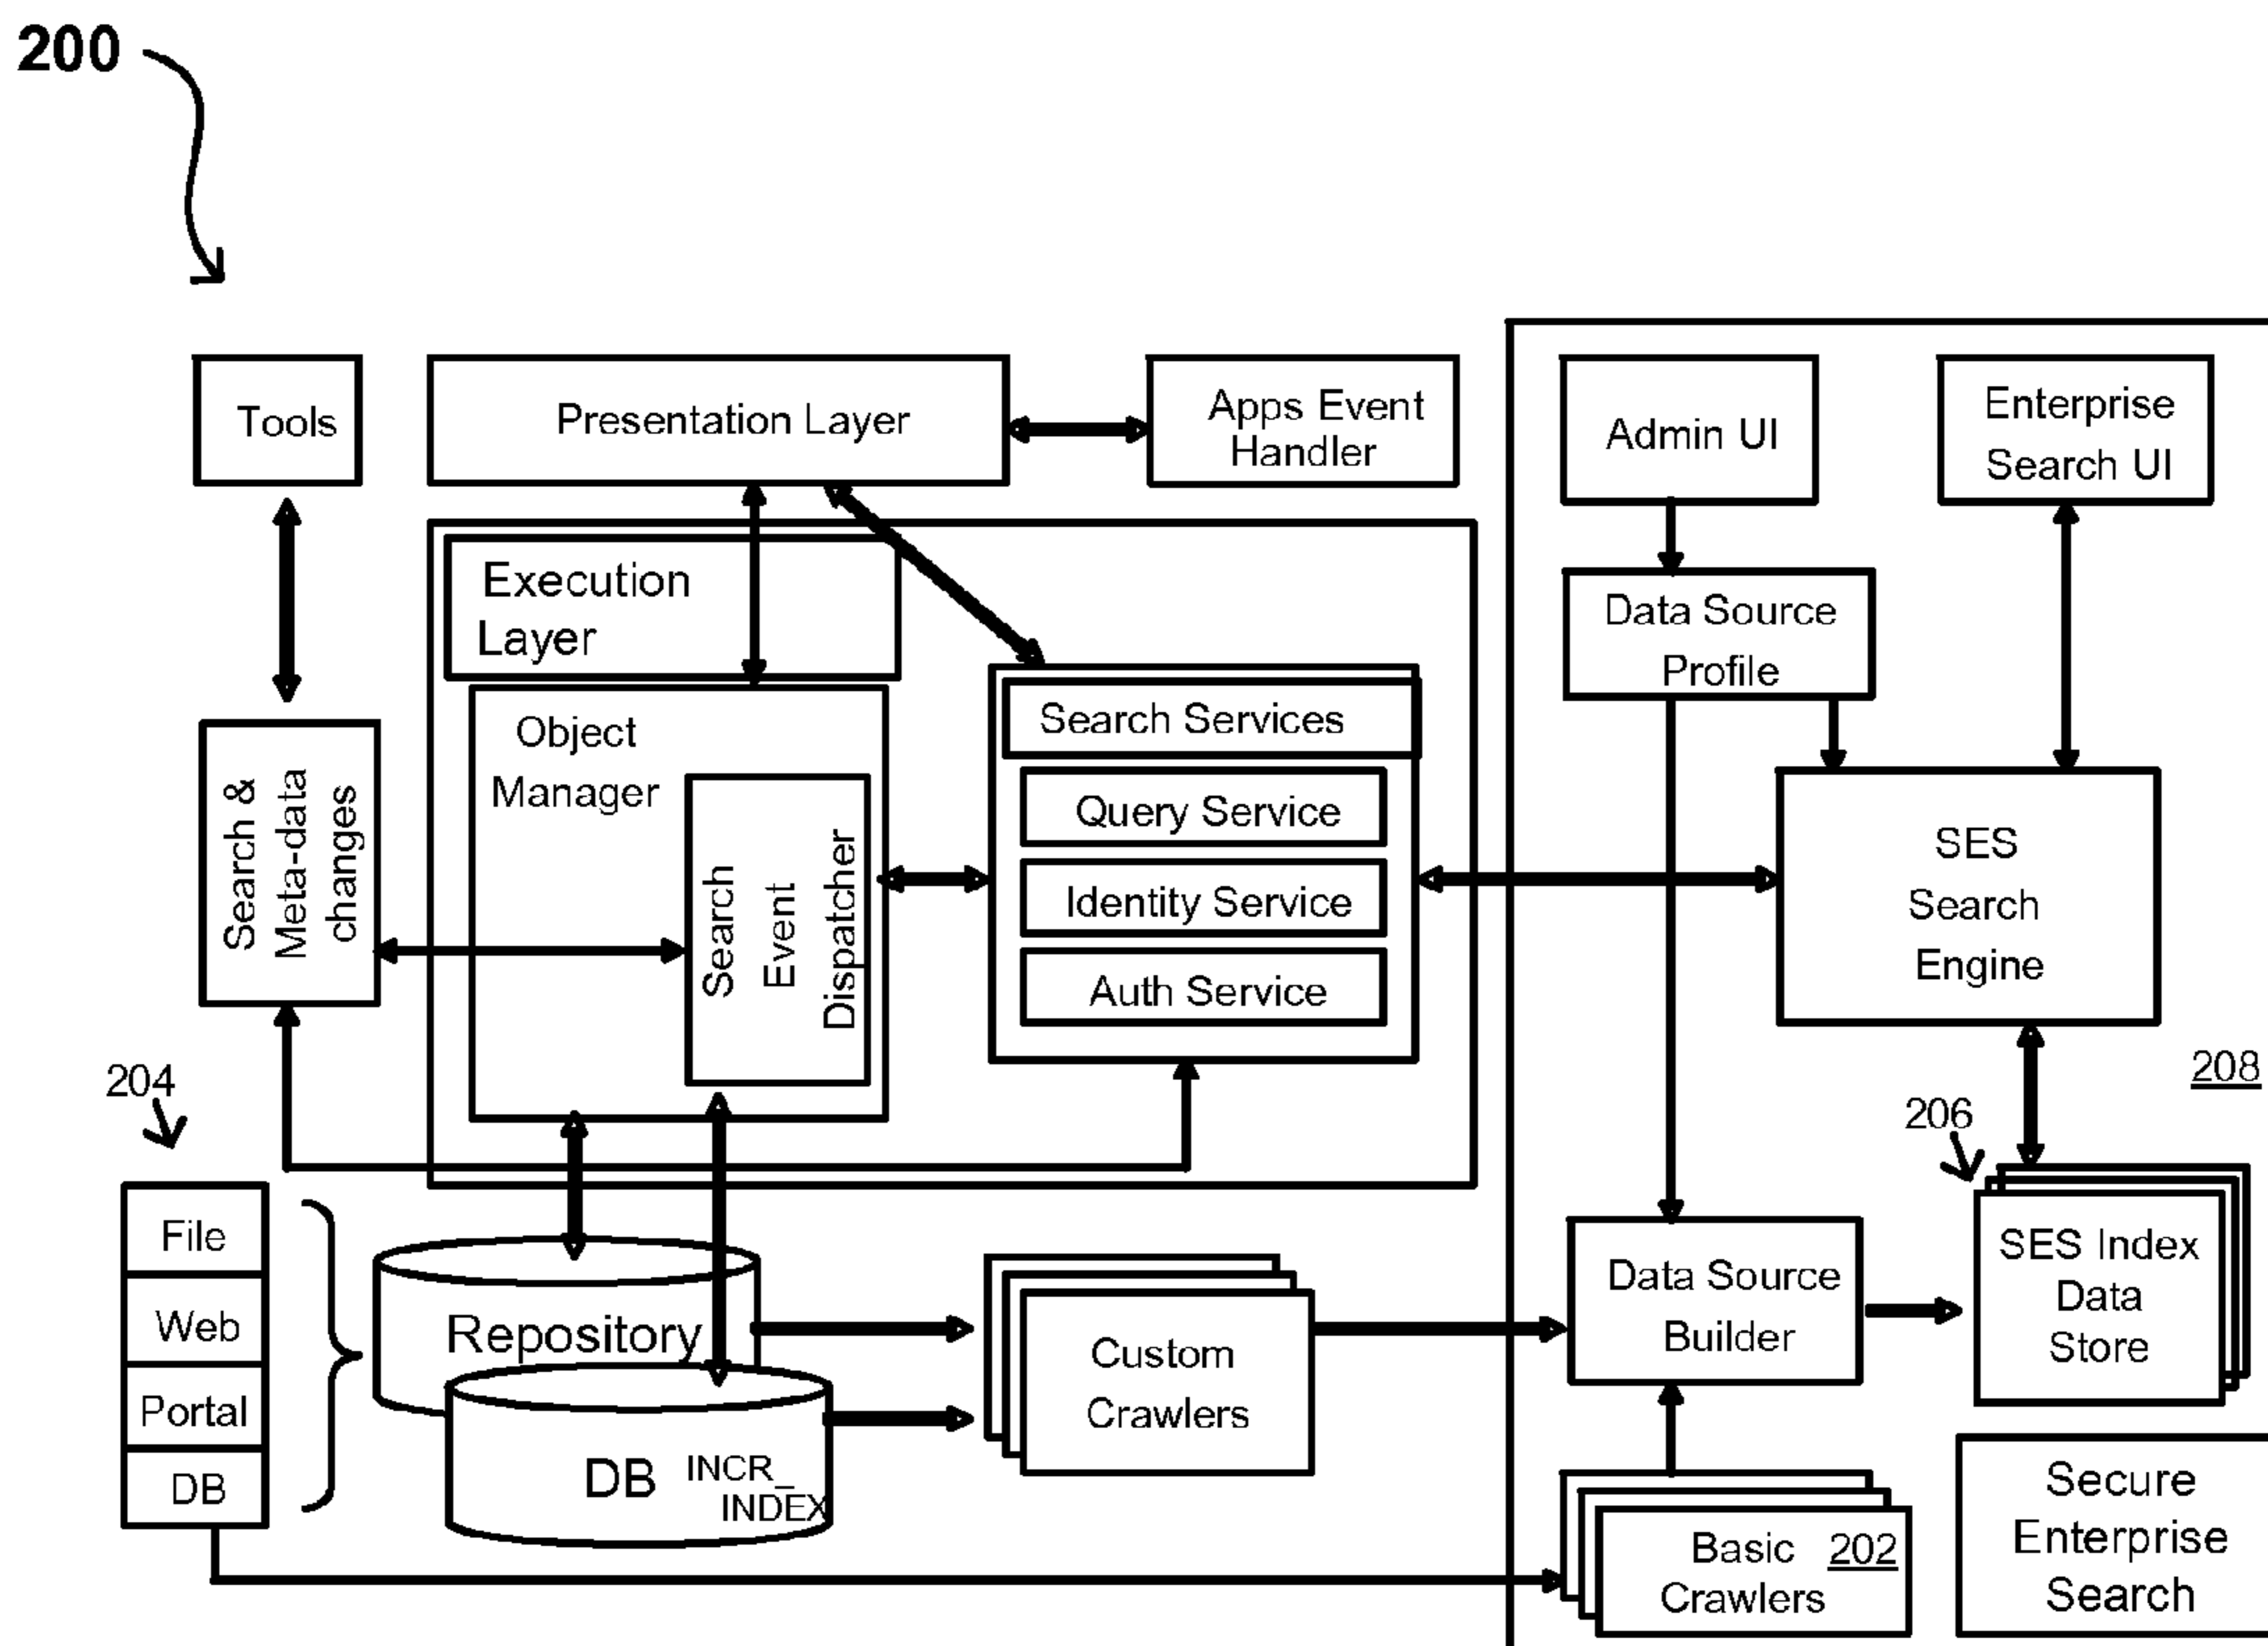 200
Tools
Presentation Layer
Apps Event
Handler
Admin UI
Enterprise
Search UI
Execution
Layer
Data Source
Profile
Object
Manager
Search Services
Search &
Meta-data
changes
Query Service
Search
Event
Dispatcher
Identity Service
Auth Service
SES
Search
Engine
204
208
206
File
Web
Portal
DB
Repository
DB
INCR_
INDEX
Custom
Crawlers
Data Source
Builder
SES Index
Data
Store
Basic 202
Crawlers
Secure
Enterprise
Search